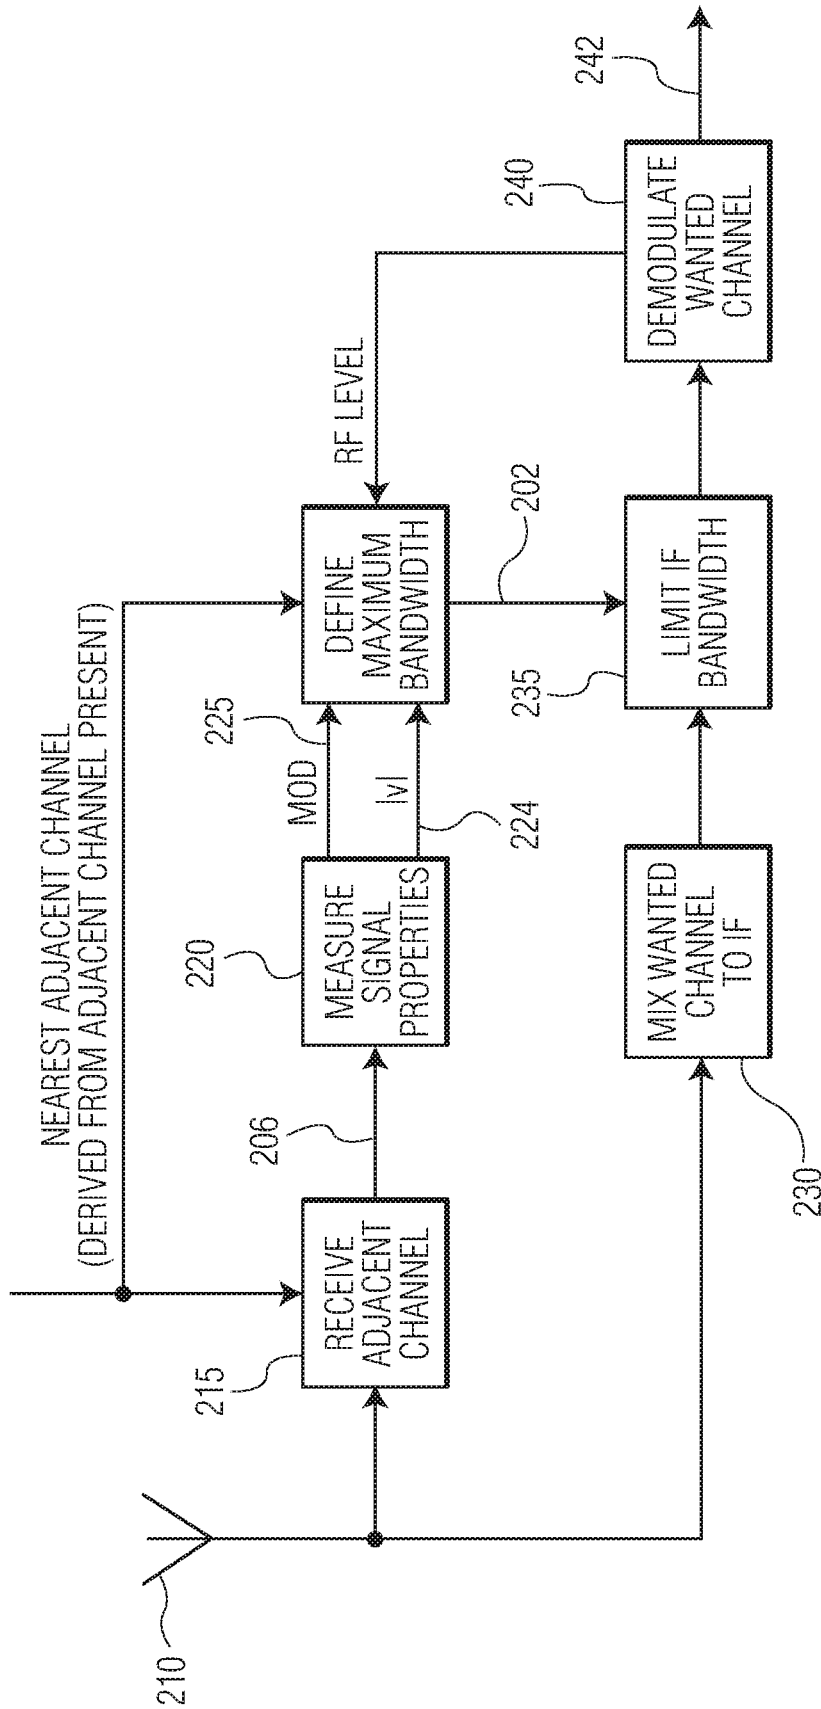 NEAREST ADJACENT CHANNEL
(DERIVED FROM ADJACENT CHANNEL PRESENT)
210
215
RECEIVE
ADJACENT
CHANNEL
206
220
MEASURE
SIGNAL
PROPERTIES
MOD
225
|v|
224
DEFINE
MAXIMUM
BANDWIDTH
RF LEVEL
202
230
MIX WANTED
CHANNEL
TO IF
235
LIMIT IF
BANDWIDTH
240
DEMODULATE
WANTED
CHANNEL
242